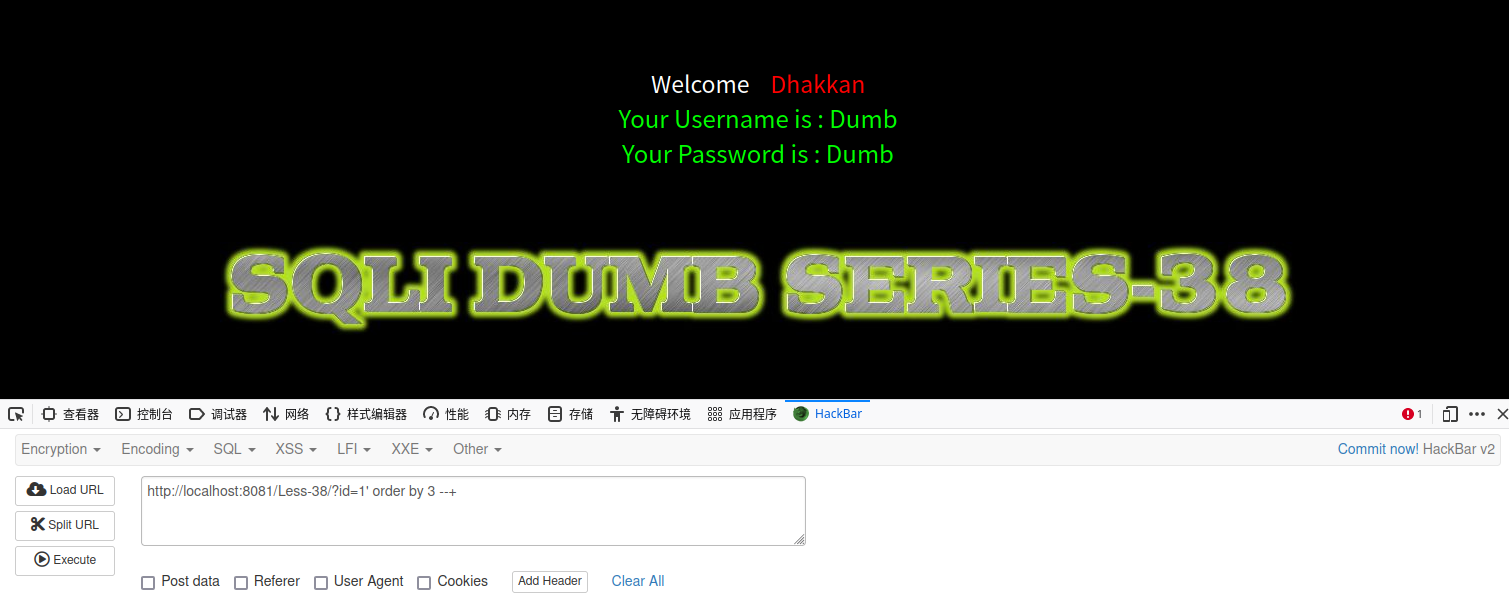 Welcome Dhakkan
Your Username is : Dumb
Your Password is : Dumb
SQLI DUMB SERIES-38
查看器 控制台 调试器 网络 样式编辑器 性能 内存 存储 无障碍环境 应用程序 HackBar 1
Encryption Encoding SQL XSS LFI XXE Other Commit now! HackBar v2
Load URL http://localhost:8081/Less-38/?id=1' order by 3 --+
Split URL
Execute
Post data Referer User Agent Cookies Add Header Clear All